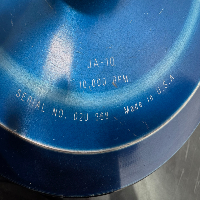 JA-10
10,000 RPM
SERIAL NO. Made in U.S.A